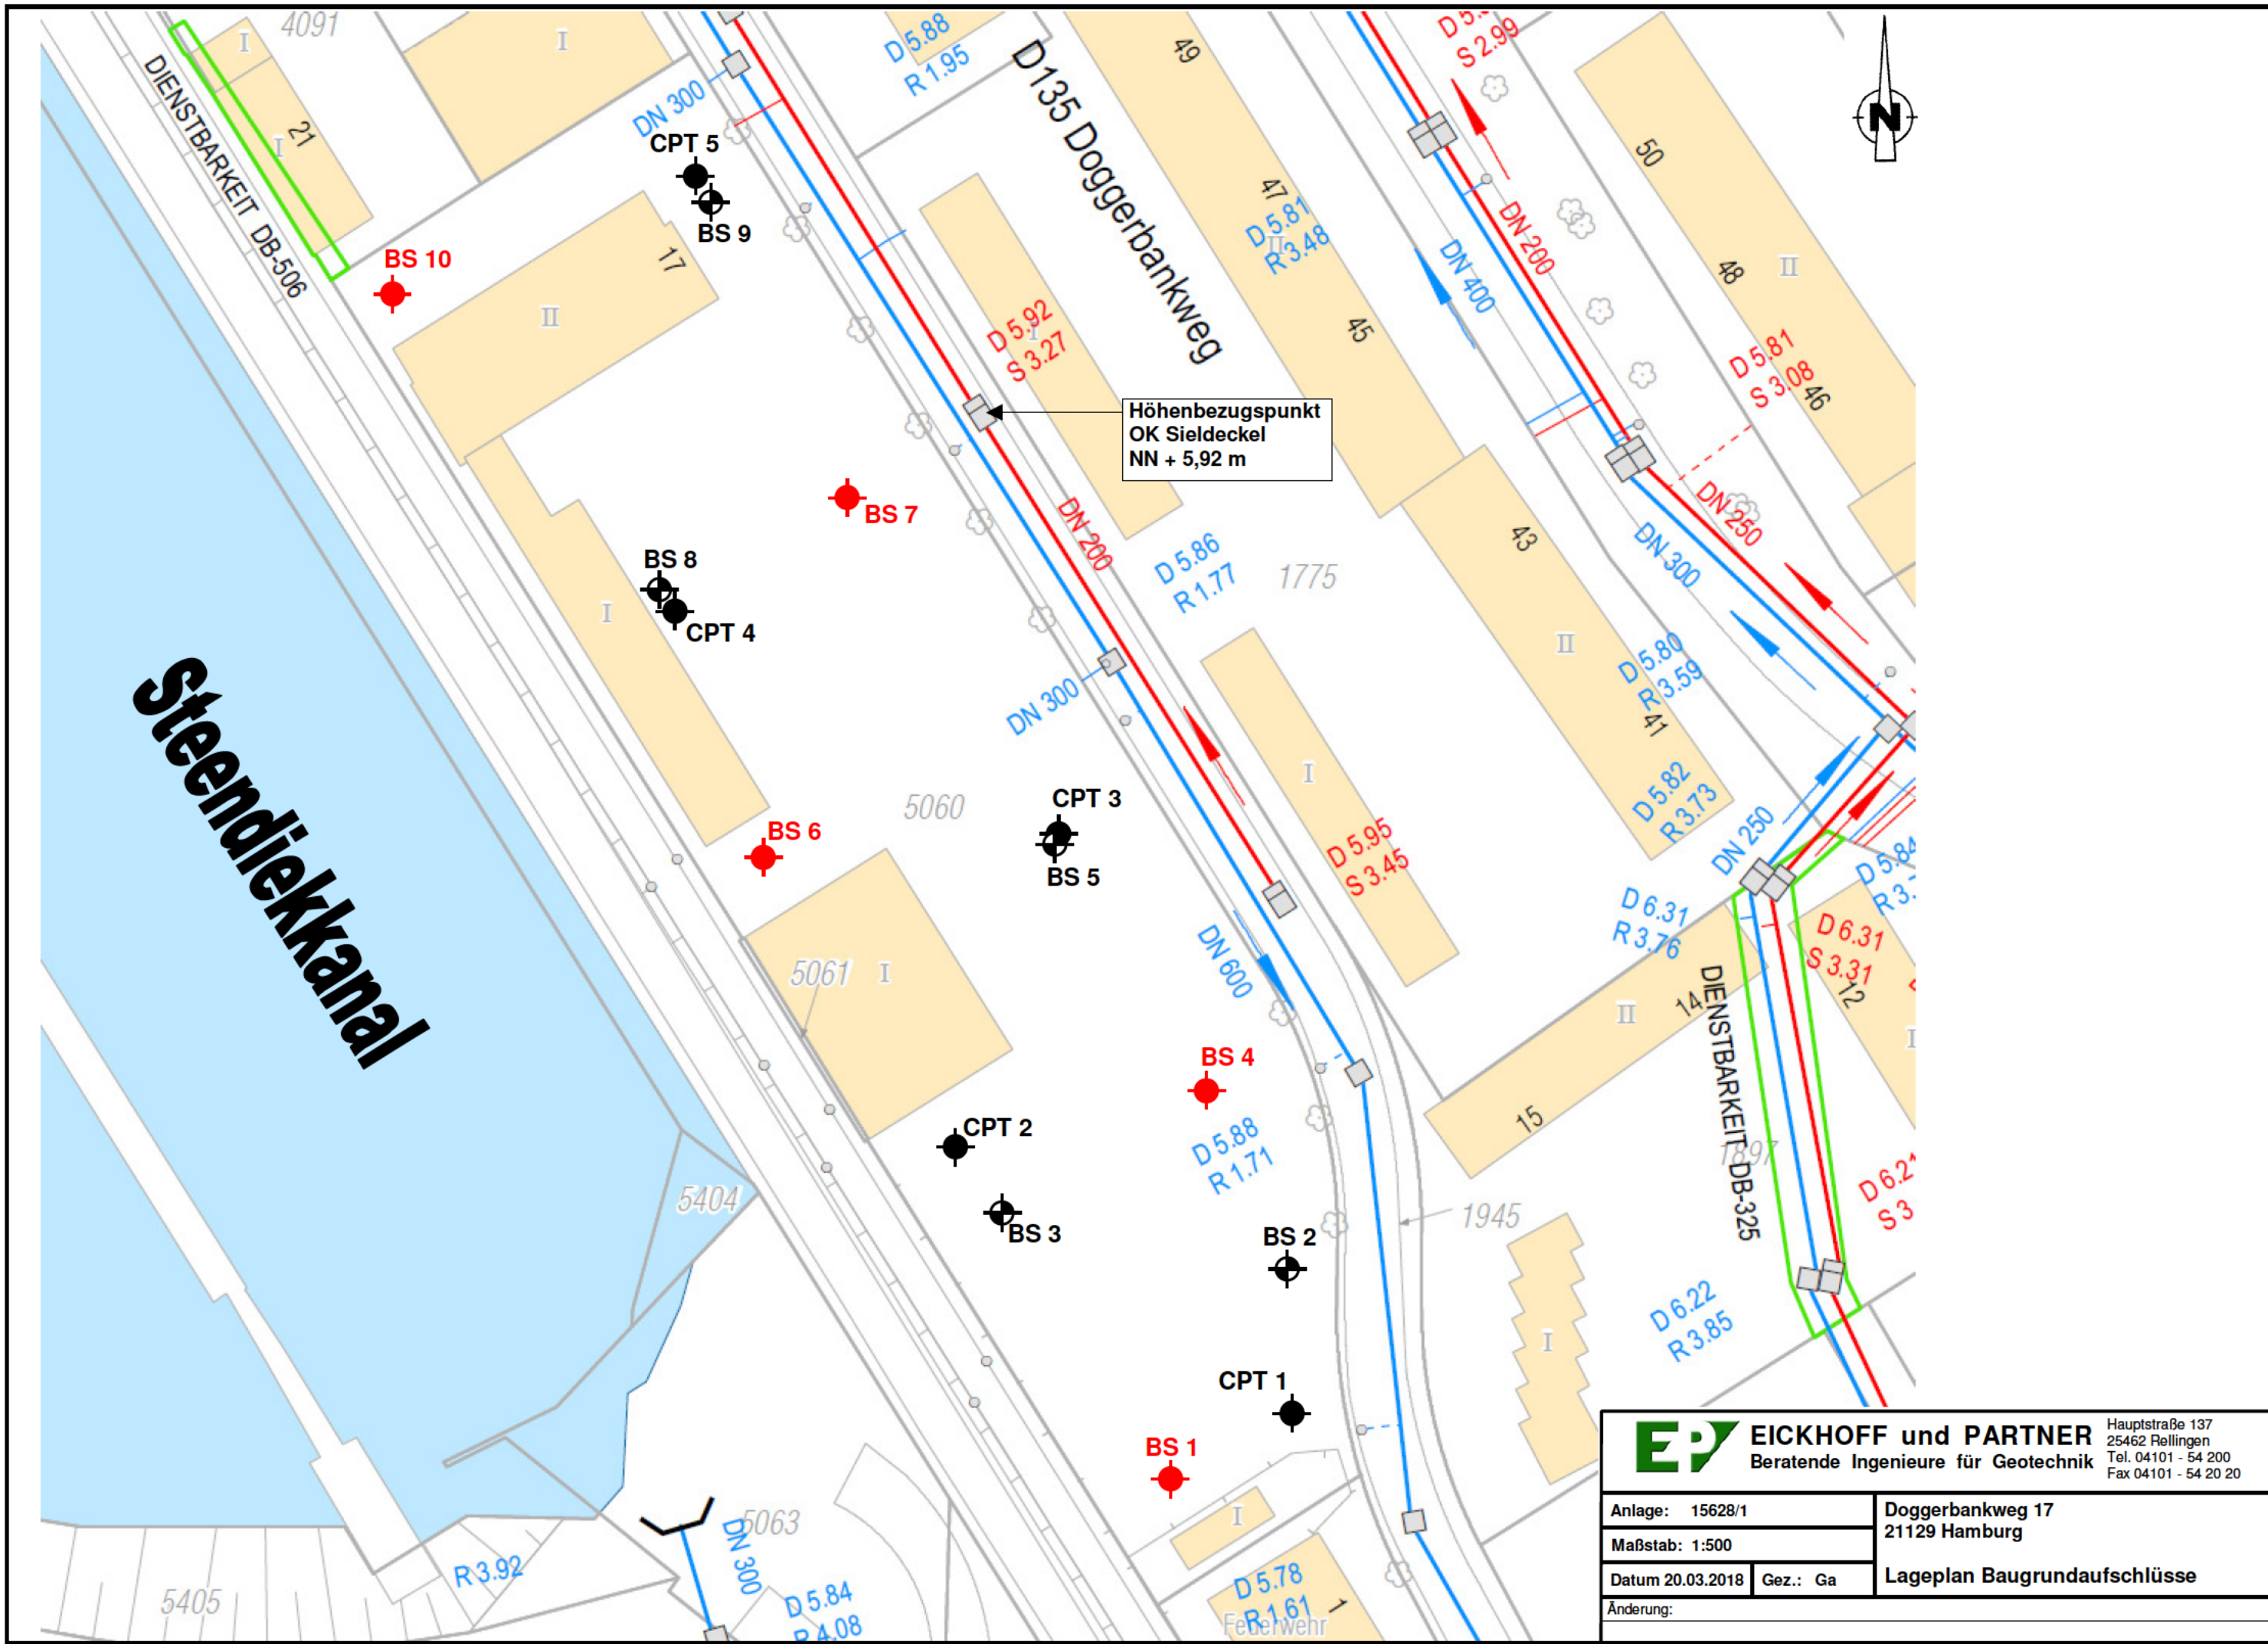 4091
I
I
I
21
DIENSTBARKEIT DB-506
DN 300
CPT 5
BS 9
BS 10
17
II
D 5.88
R 1.95
D135 Doggerbankweg
49
47
D 5.81
II
R 3.48
45
S 2.99
50
48
II
46
DN 200
DN 400
D 5.81
S 3.08
N
D 5.92
I
S 3.27
Höhenbezugspunkt
OK Sieldeckel
NN + 5,92 m
BS 7
DN 200
BS 8
CPT 4
I
D 5.86
R 1.77
1775
43
II
41
DN 250
DN 300
D 5.80
R 3.59
DN 300
Steendiekkanal
5060
CPT 3
BS 5
BS 6
I
D 5.95
S 3.45
D 5.82
R 3.73
DN 250
D 5.84
R 3.
D 6.31
R 3.76
D 6.31
S 3.31
12
I
14
II
15
DIENSTBARKEIT DB-325
1897
DN 600
5061
I
BS 4
D 5.88
R 1.71
CPT 2
BS 3
5404
BS 2
1945
I
D 6.21
S 3
D 6.22
R 3.85
CPT 1
BS 1
I
5063
DN 300
R 3.92
5405
D 5.84
R 4.08
D 5.78
R 1.61
1
Feuerwehr
EP
EICKHOFF und PARTNER
Beratende Ingenieure für Geotechnik
Hauptstraße 137
25462 Rellingen
Tel. 04101 - 54 200
Fax 04101 - 54 20 20
Anlage: 15628/1
Maßstab: 1:500
Datum 20.03.2018
Gez.: Ga
Doggerbankweg 17
21129 Hamburg
Lageplan Baugrundaufschlüsse
Änderung: